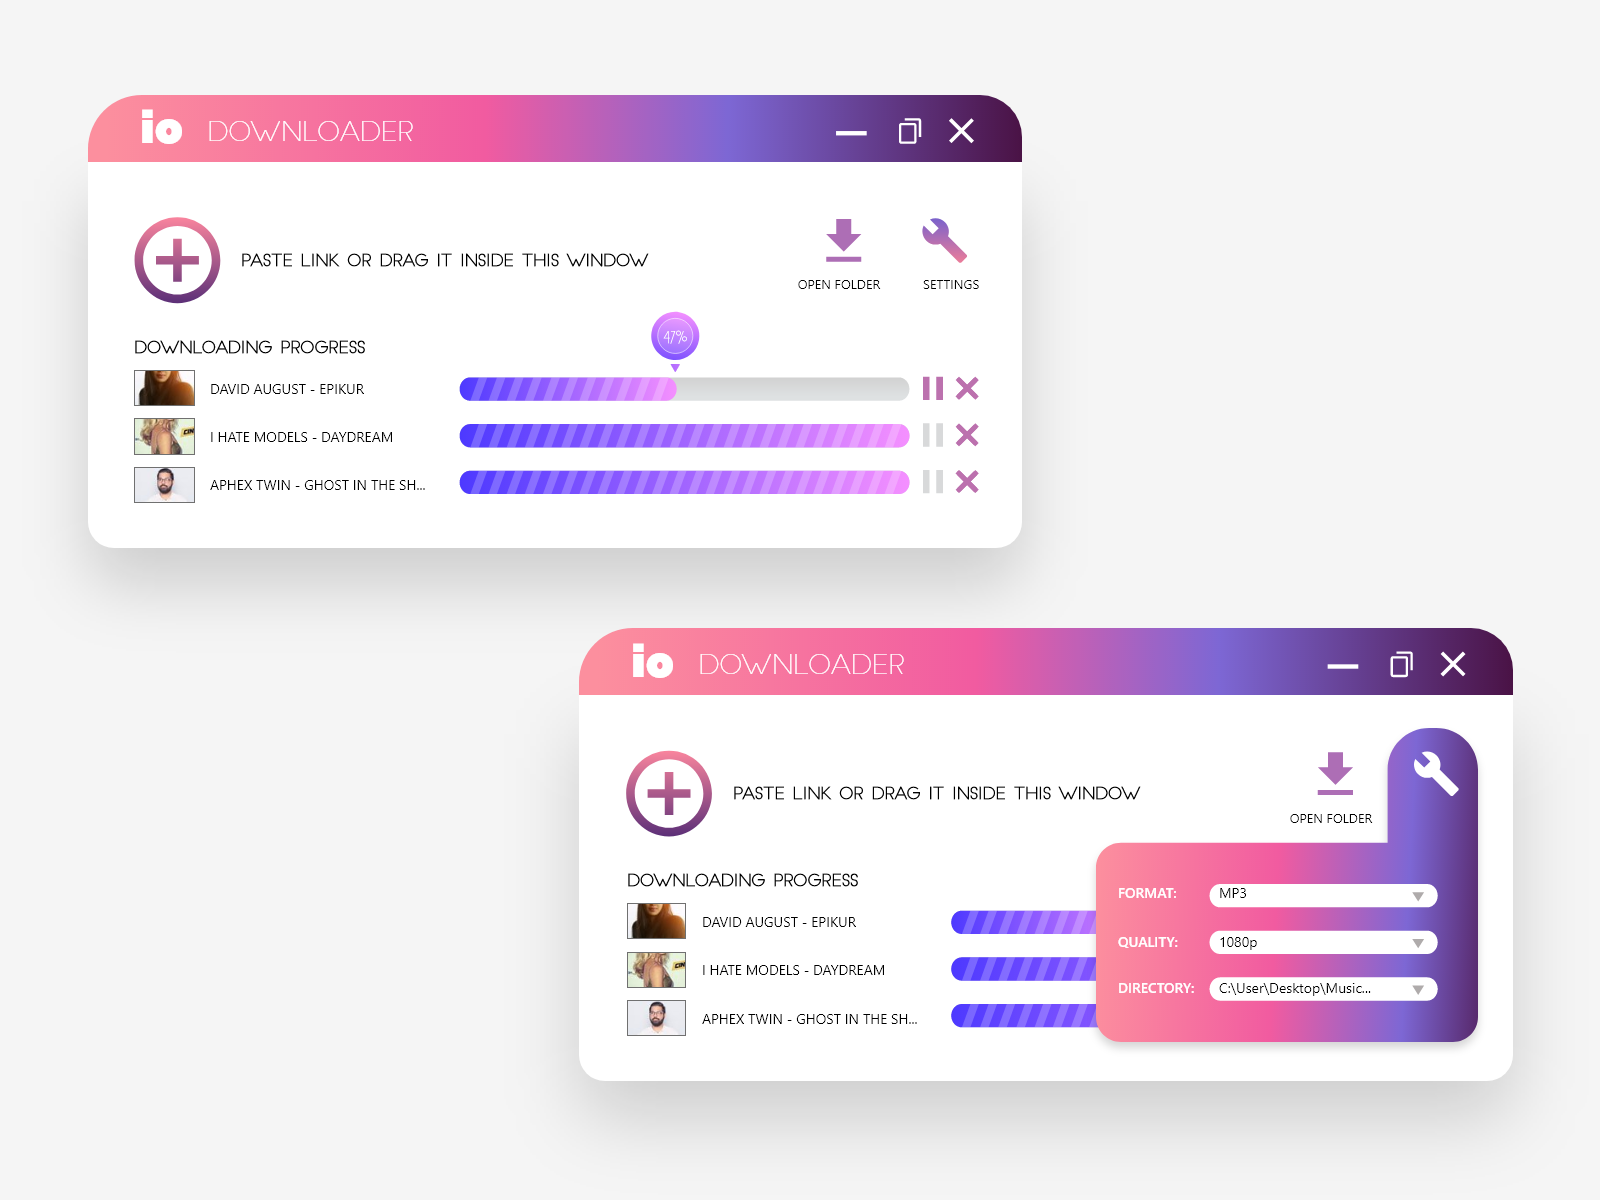 io DOWNLOADER
PASTE LINK OR DRAG IT INSIDE THIS WINDOW
OPEN FOLDER
SETTINGS
47%
DOWNLOADING PROGRESS
DAVID AUGUST - EPIKUR
I HATE MODELS - DAYDREAM
CIN
APHEX TWIN - GHOST IN THE SH...
io DOWNLOADER
PASTE LINK OR DRAG IT INSIDE THIS WINDOW
OPEN FOLDER
DOWNLOADING PROGRESS
DAVID AUGUST - EPIKUR
I HATE MODELS - DAYDREAM
CIN
APHEX TWIN - GHOST IN THE SH...
FORMAT: MP3
QUALITY: 1080p
DIRECTORY: C:\User\Desktop\Music...